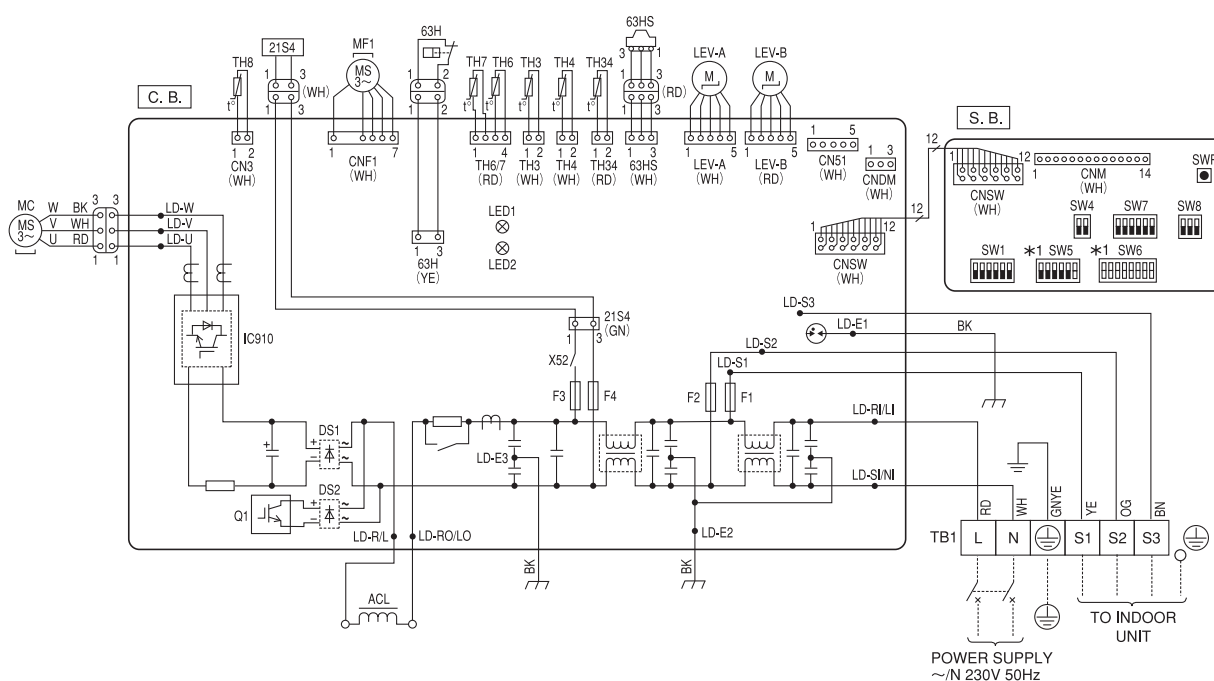 63HS
21S4
MF1
63H
LEV-A
LEV-B
TH8
MS
3~
TH7
TH6
TH3
TH4
TH34
3
1
M
M
t°
1
3
(WH)
1
3
1
2
1
2
t°
t°
t°
t°
1
3
(RD)
1
3
C. B.
S. B.
1 2
CN3
(WH)
1
7
CNF1
(WH)
1
4
TH6/7
(RD)
1 2
TH3
(WH)
1 2
TH4
(WH)
1 2
TH34
(RD)
1
3
63HS
(WH)
1
5
LEV-A
(WH)
1
5
LEV-B
(RD)
1
5
CN51
(WH)
1
3
CNDM
(WH)
12
1
12
CNSW
(WH)
1
14
CNM
(WH)
SWP
SW4
SW7
SW8
SW1
*1 SW5
*1 SW6
12
1
12
CNSW
(WH)
MC
MS
3~
W
BK
V
WH
U
RD
3
3
1
1
LD-W
LD-V
LD-U
LED1
LED2
1
3
63H
(YE)
IC910
21S4
(GN)
1
3
X52
F3
F4
LD-S3
LD-E1
BK
LD-S2
LD-S1
F2
F1
LD-RI/LI
LD-SI/NI
DS1
+
+
~
−
~
DS2
+
~
−
~
Q1
LD-E3
LD-E2
LD-R/L
LD-RO/LO
BK
BK
ACL
RD
WH
GNYE
YE
OG
BN
TB1
L
N
S1
S2
S3
TO INDOOR
UNIT
POWER SUPPLY
~/N 230V 50Hz